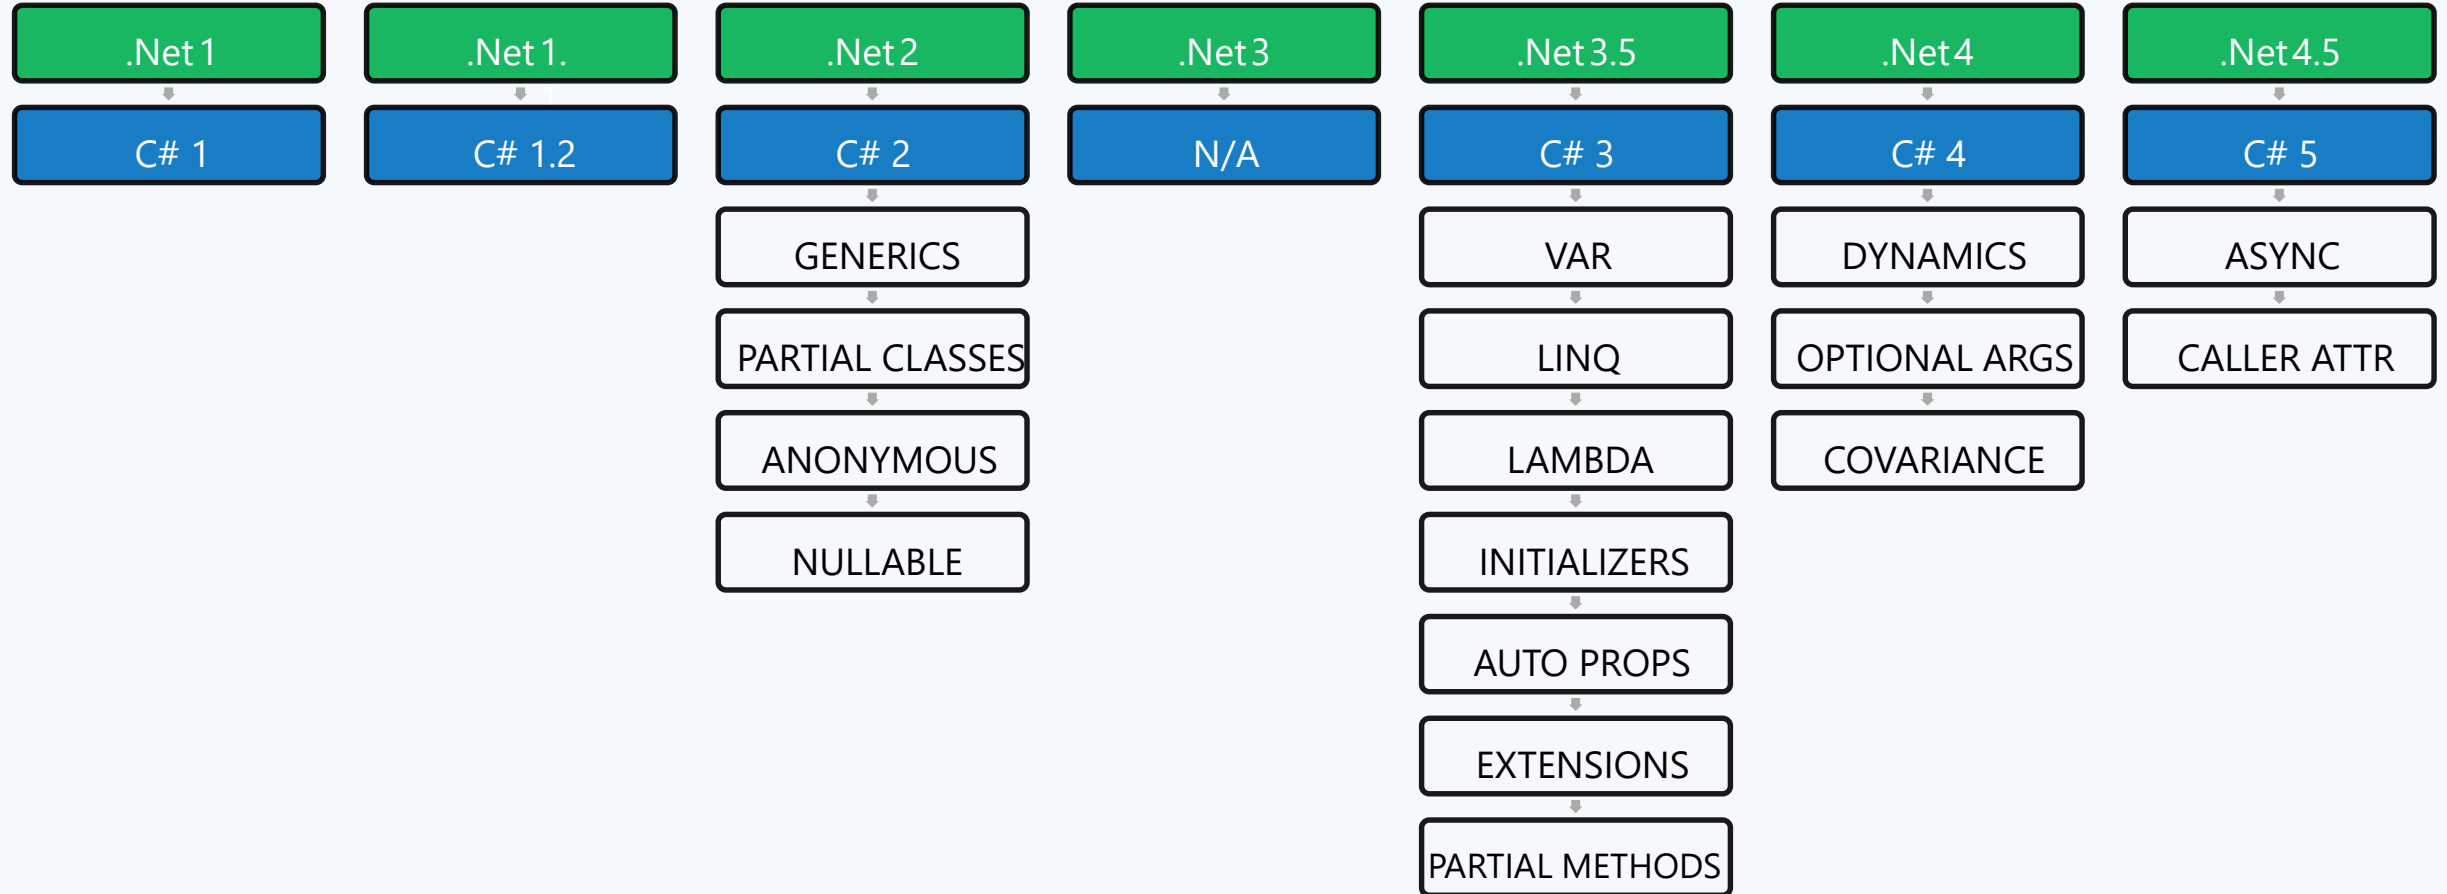 .Net 1
C# 1
.Net 1.
1
C# 1.2
.Net 2
C# 2
GENERICS
PARTIAL CLASSES
ANONYMOUS
NULLABLE
.Net 3
N/A
.Net 3.5
C# 3
VAR
LINQ
LAMBDA
INITIALIZERS
AUTO PROPS
EXTENSIONS
PARTIAL METHODS
.Net 4
C# 4
DYNAMICS
OPTIONAL ARGS
COVARIANCE
.Net 4.5
C# 5
ASYNC
CALLER ATTR